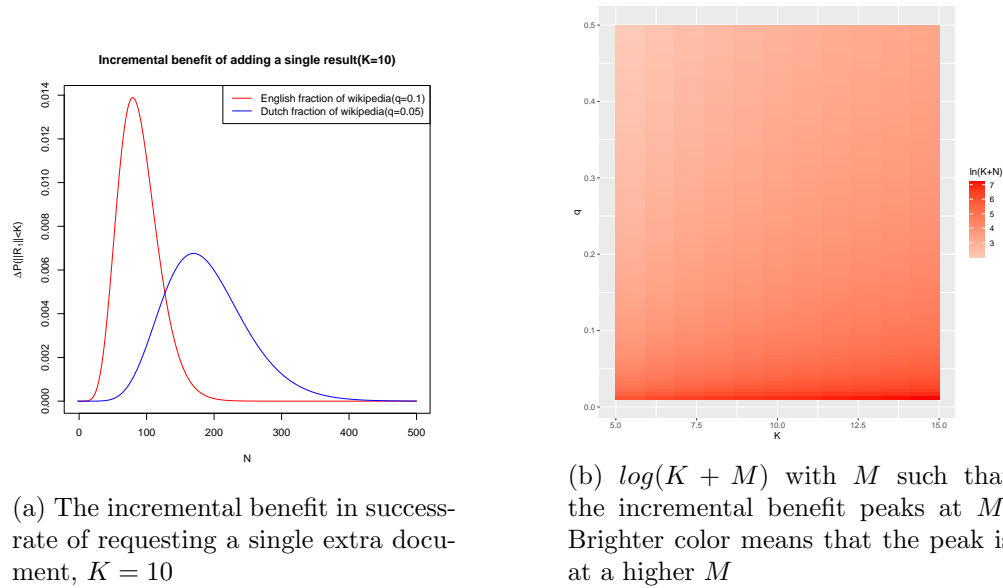 Incremental benefit of adding a single result(K=10)
English fraction of wikipedia(q=0.1)
Dutch fraction of wikipedia(q=0.05)
ΔP(||R₁||<K)
0.014
0.012
0.010
0.008
0.006
0.004
0.002
0.000
0 100 200 300 400 500
N
(a) The incremental benefit in success-
rate of requesting a single extra docu-
ment, K = 10
0.5
0.4
0.3
0.2
0.1
0.0
q
5.0 7.5 10.0 12.5 15.0
K
ln(K+N)
7
6
5
4
3
(b) log(K + M) with M such that
the incremental benefit peaks at M
Brighter color means that the peak is
at a higher M